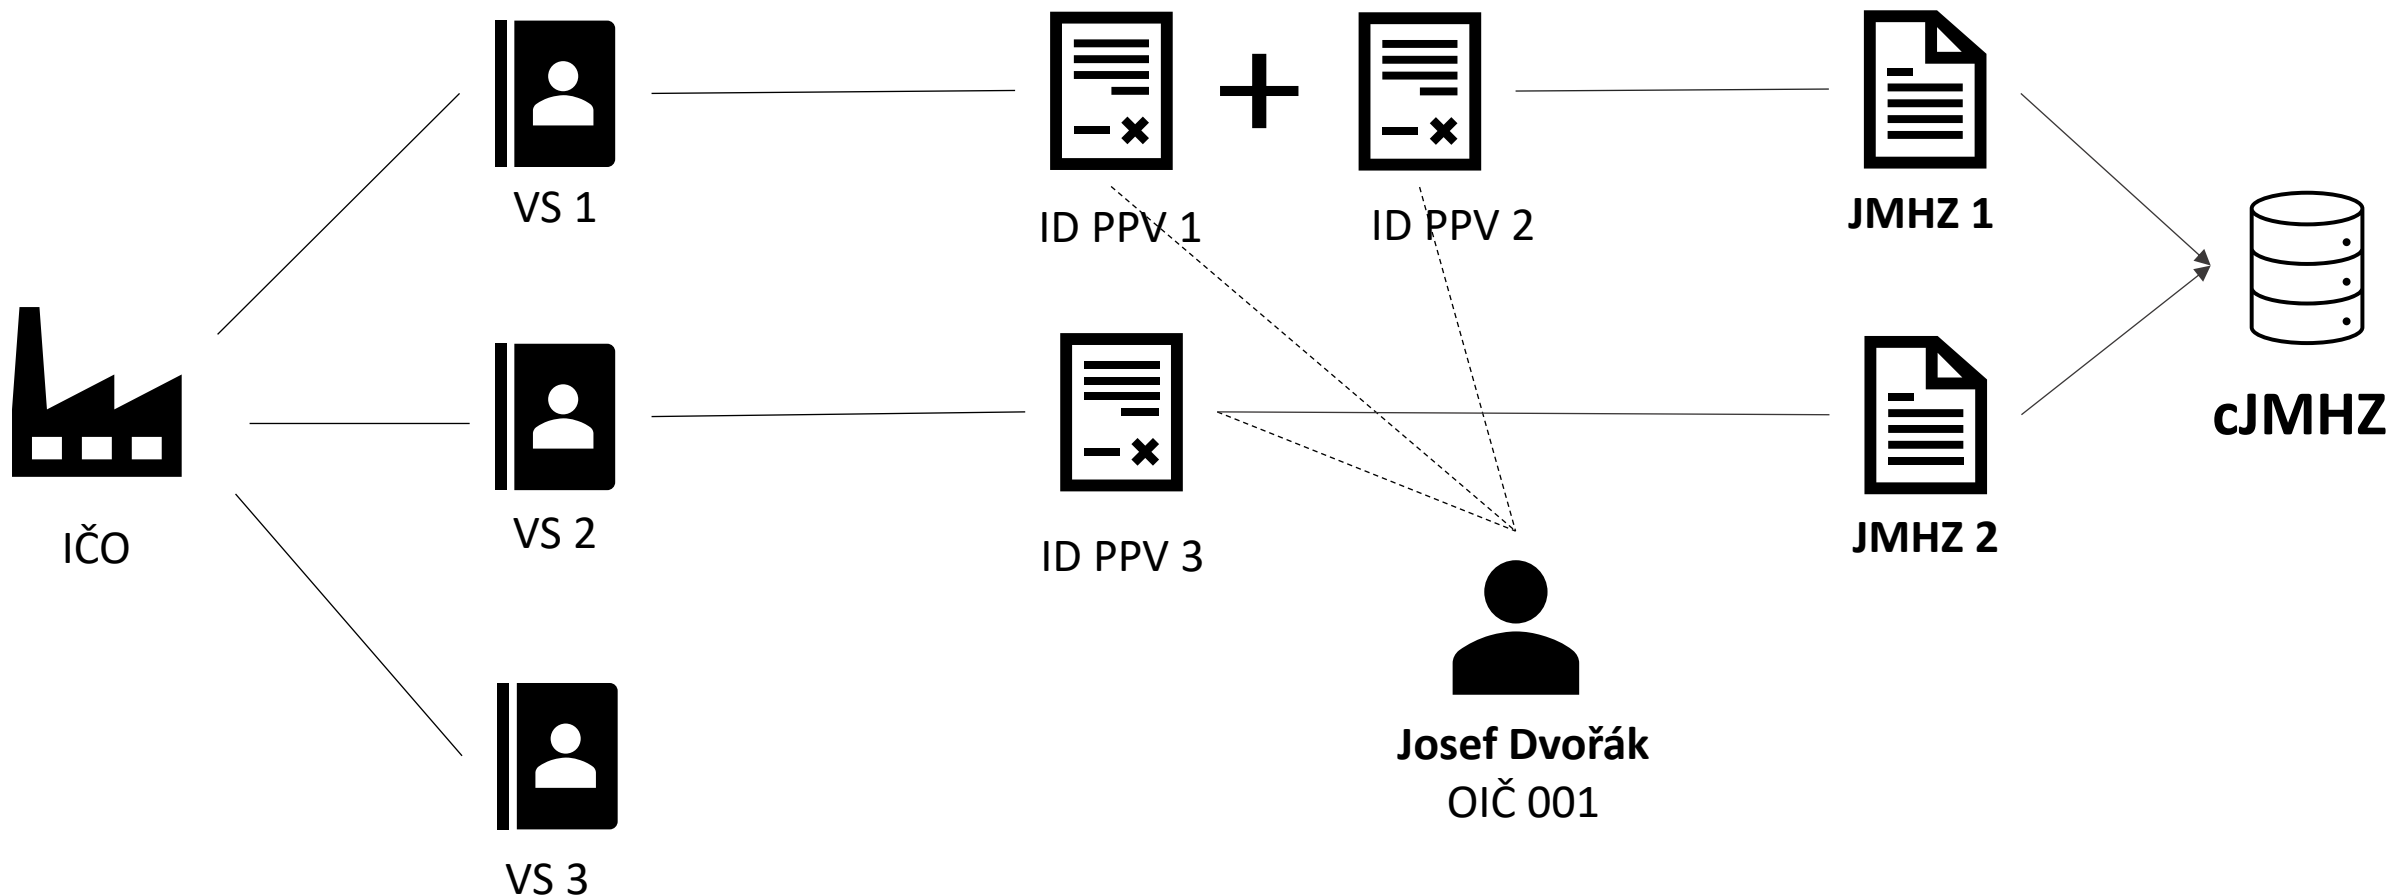 VS 1
ID PPV 1
ID PPV 2
JMHZ 1
cJMHZ
IČO
VS 2
ID PPV 3
JMHZ 2
Josef Dvořák
OIČ 001
VS 3